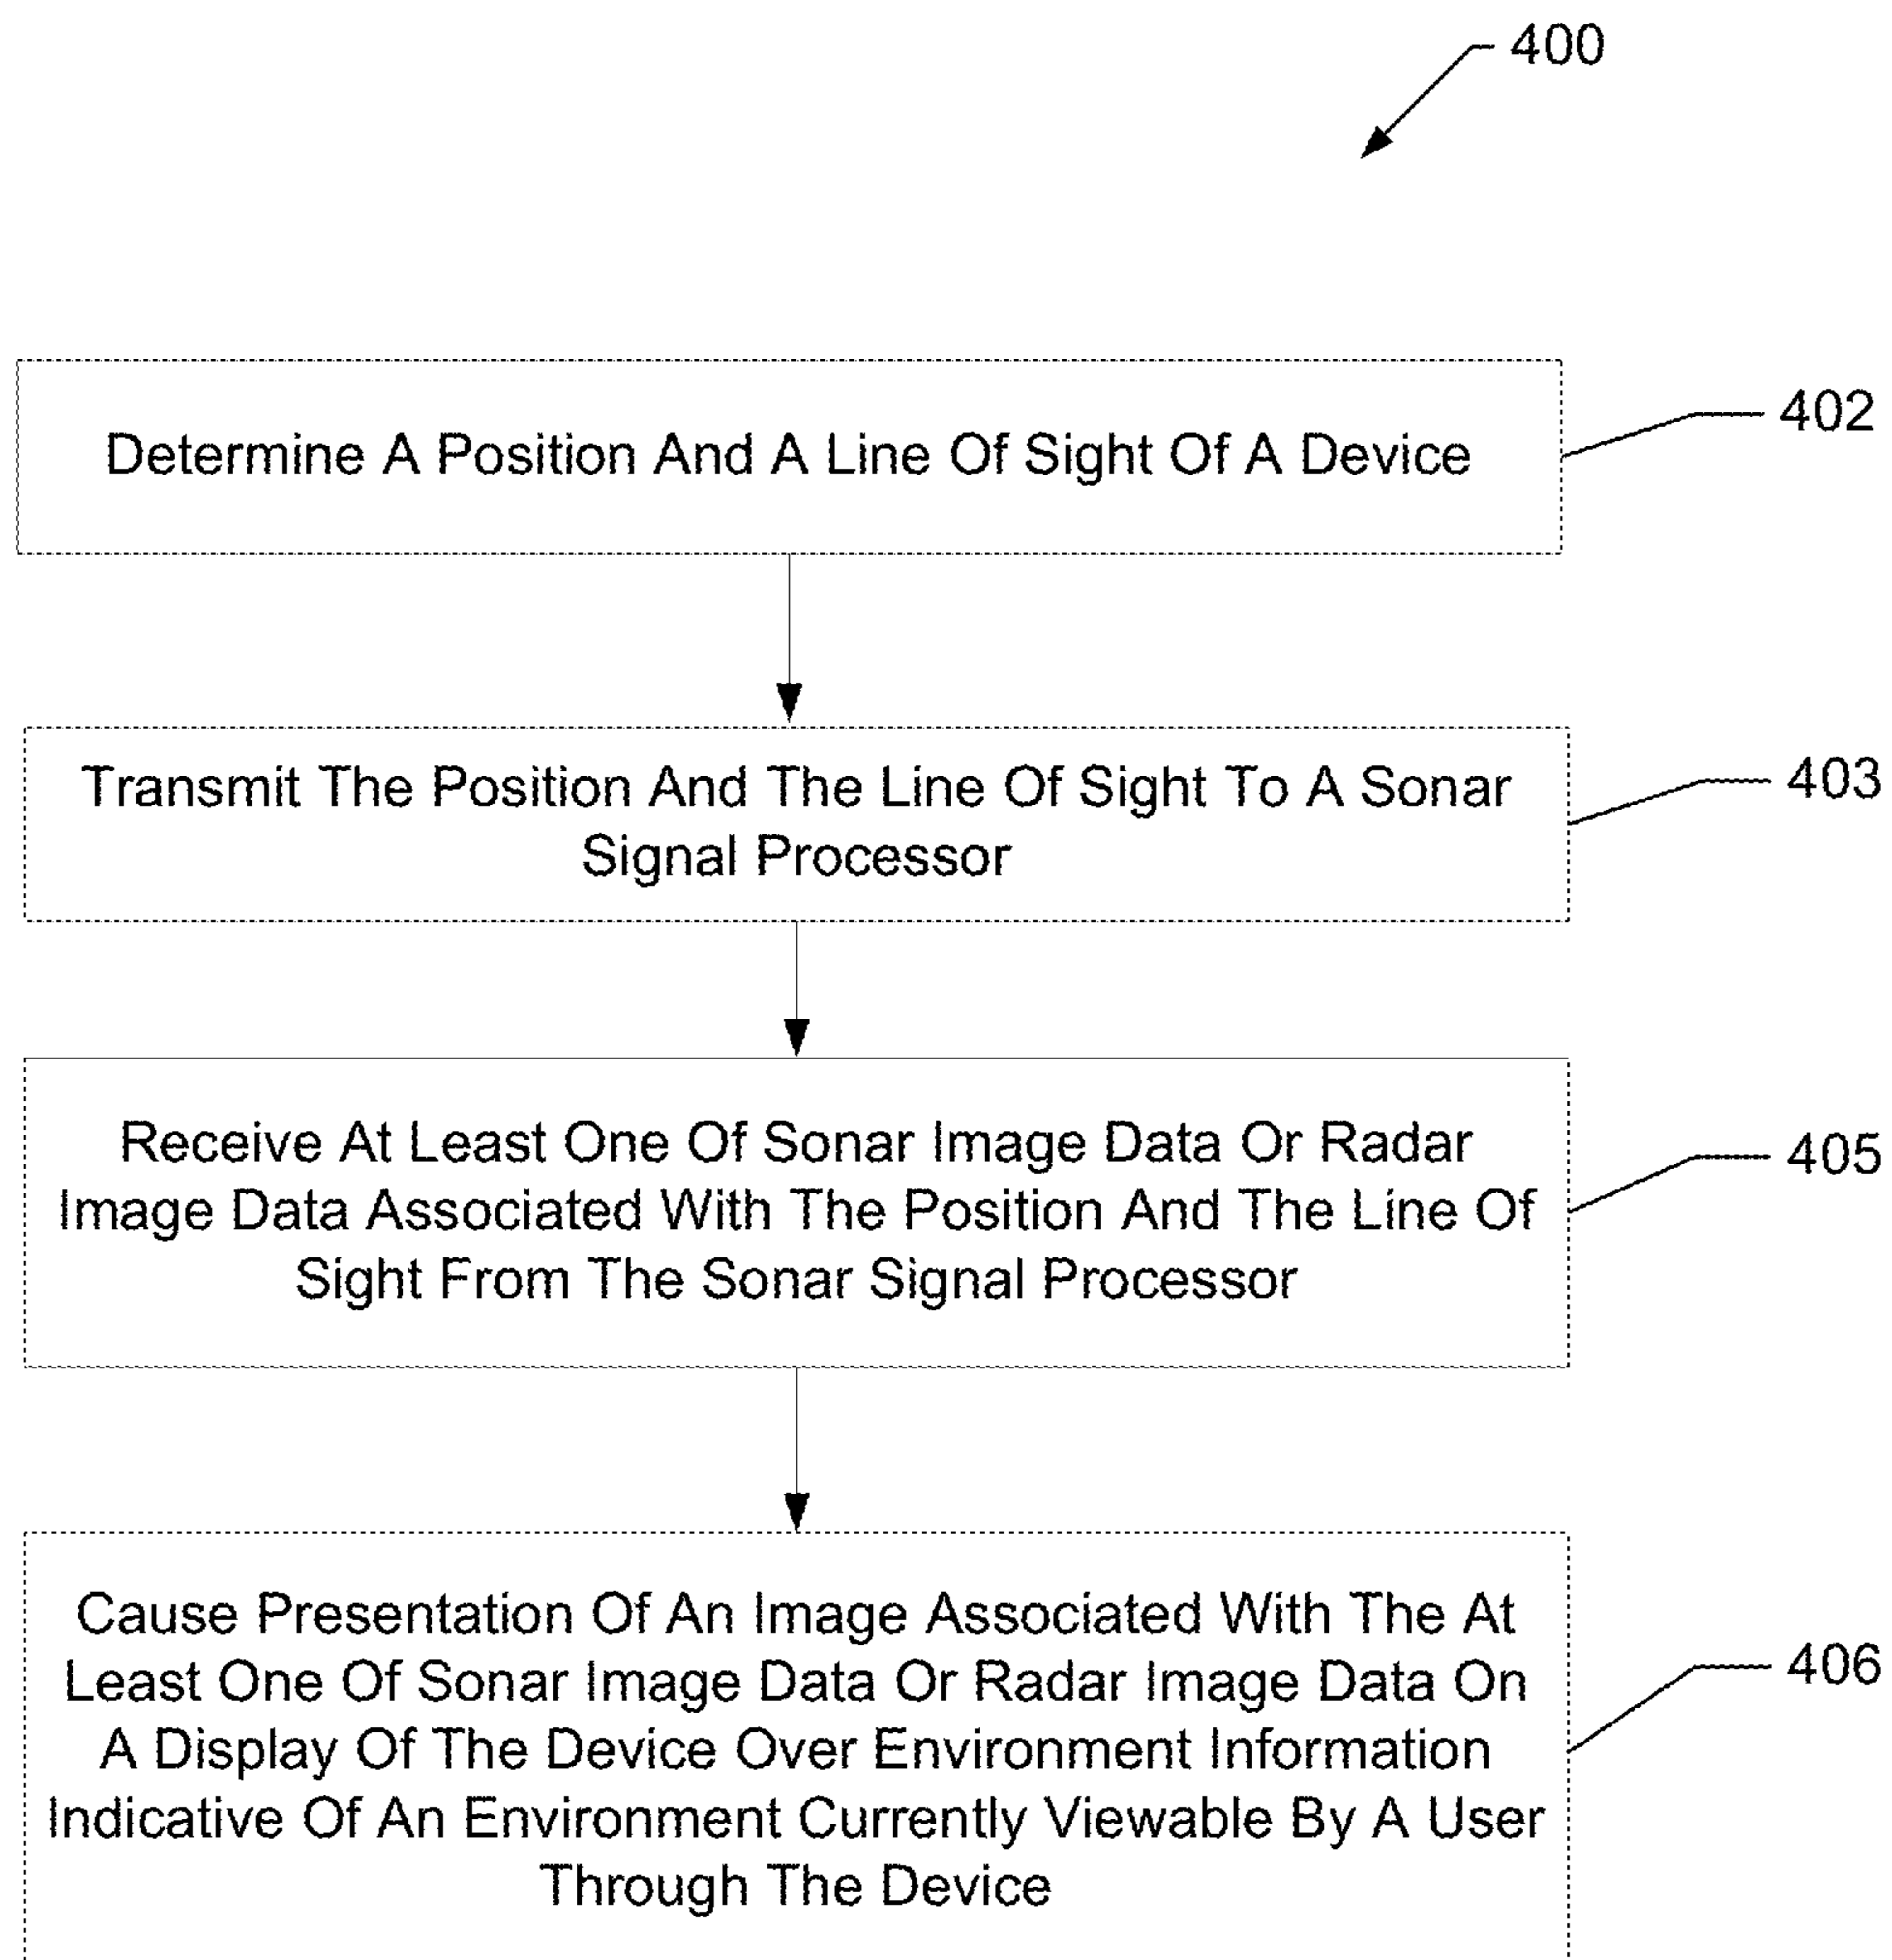 400
Determine A Position And A Line Of Sight Of A Device
402
Transmit The Position And The Line Of Sight To A Sonar
Signal Processor
403
Receive At Least One Of Sonar Image Data Or Radar
Image Data Associated With The Position And The Line Of
Sight From The Sonar Signal Processor
405
Cause Presentation Of An Image Associated With The At
Least One Of Sonar Image Data Or Radar Image Data On
A Display Of The Device Over Environment Information
Indicative Of An Environment Currently Viewable By A User
Through The Device
406